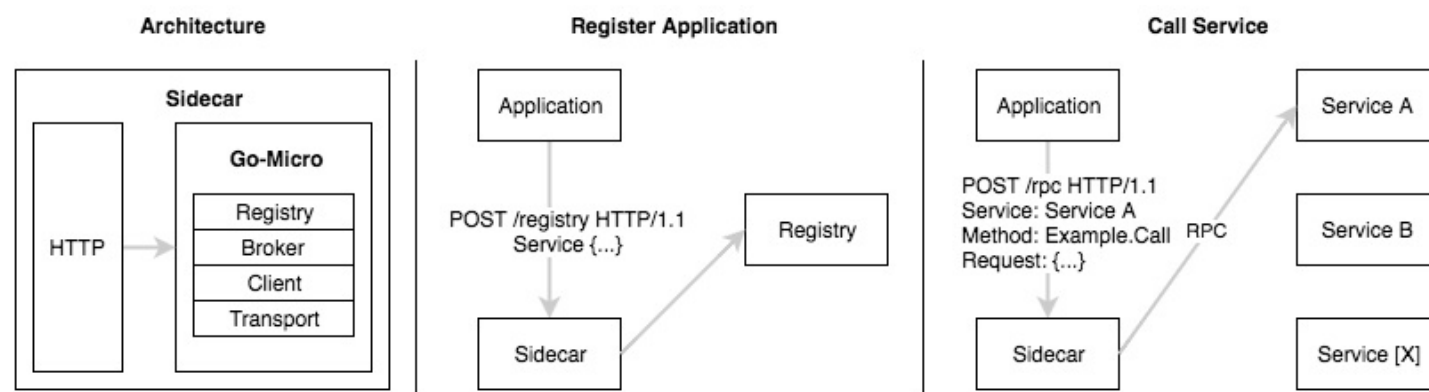 Architecture
Sidecar
HTTP
Go-Micro
Registry
Broker
Client
Transport
Register Application
Application
POST /registry HTTP/1.1
Service {...}
Registry
Sidecar
Call Service
Application
POST /rpc HTTP/1.1
Service: Service A
Method: Example.Call
Request: {...}
RPC
Sidecar
Service A
Service B
Service [X]